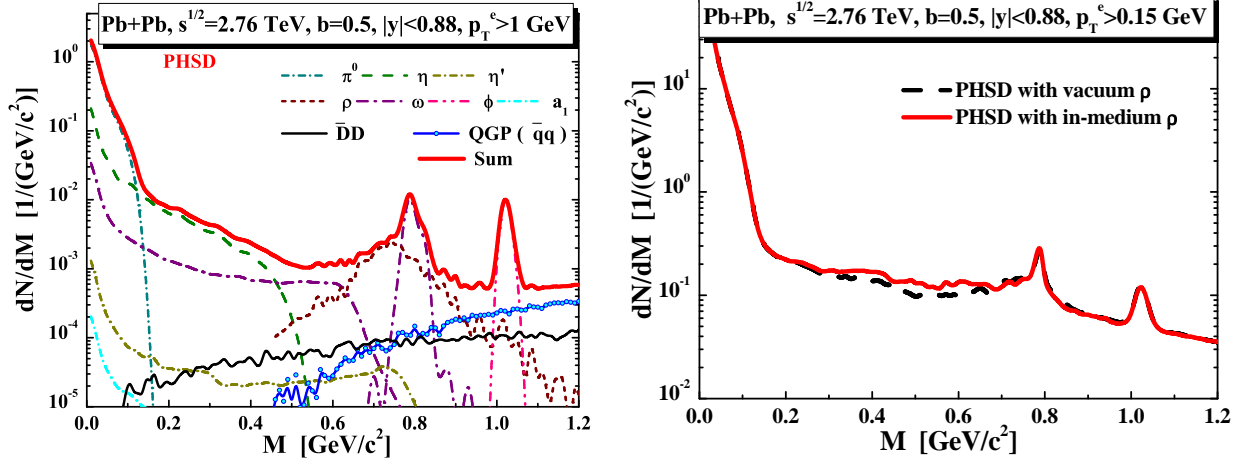 Pb+Pb, s^1/2=2.76 TeV, b=0.5, |y|<0.88, p_T^e>1 GeV
PHSD
π^0 η η'
ρ ω ϕ a_1
D̄D QGP ( q̄q )
Sum
dN/dM [1/(GeV/c²)]
10^0
10^-1
10^-2
10^-3
10^-4
10^-5
0.0 0.2 0.4 0.6 0.8 1.0 1.2
M [GeV/c²]
Pb+Pb, s^1/2=2.76 TeV, b=0.5, |y|<0.88, p_T^e>0.15 GeV
PHSD with vacuum ρ
PHSD with in-medium ρ
dN/dM [1/(GeV/c²)]
10^1
10^0
10^-1
10^-2
0.0 0.2 0.4 0.6 0.8 1.0 1.2
M [GeV/c²]